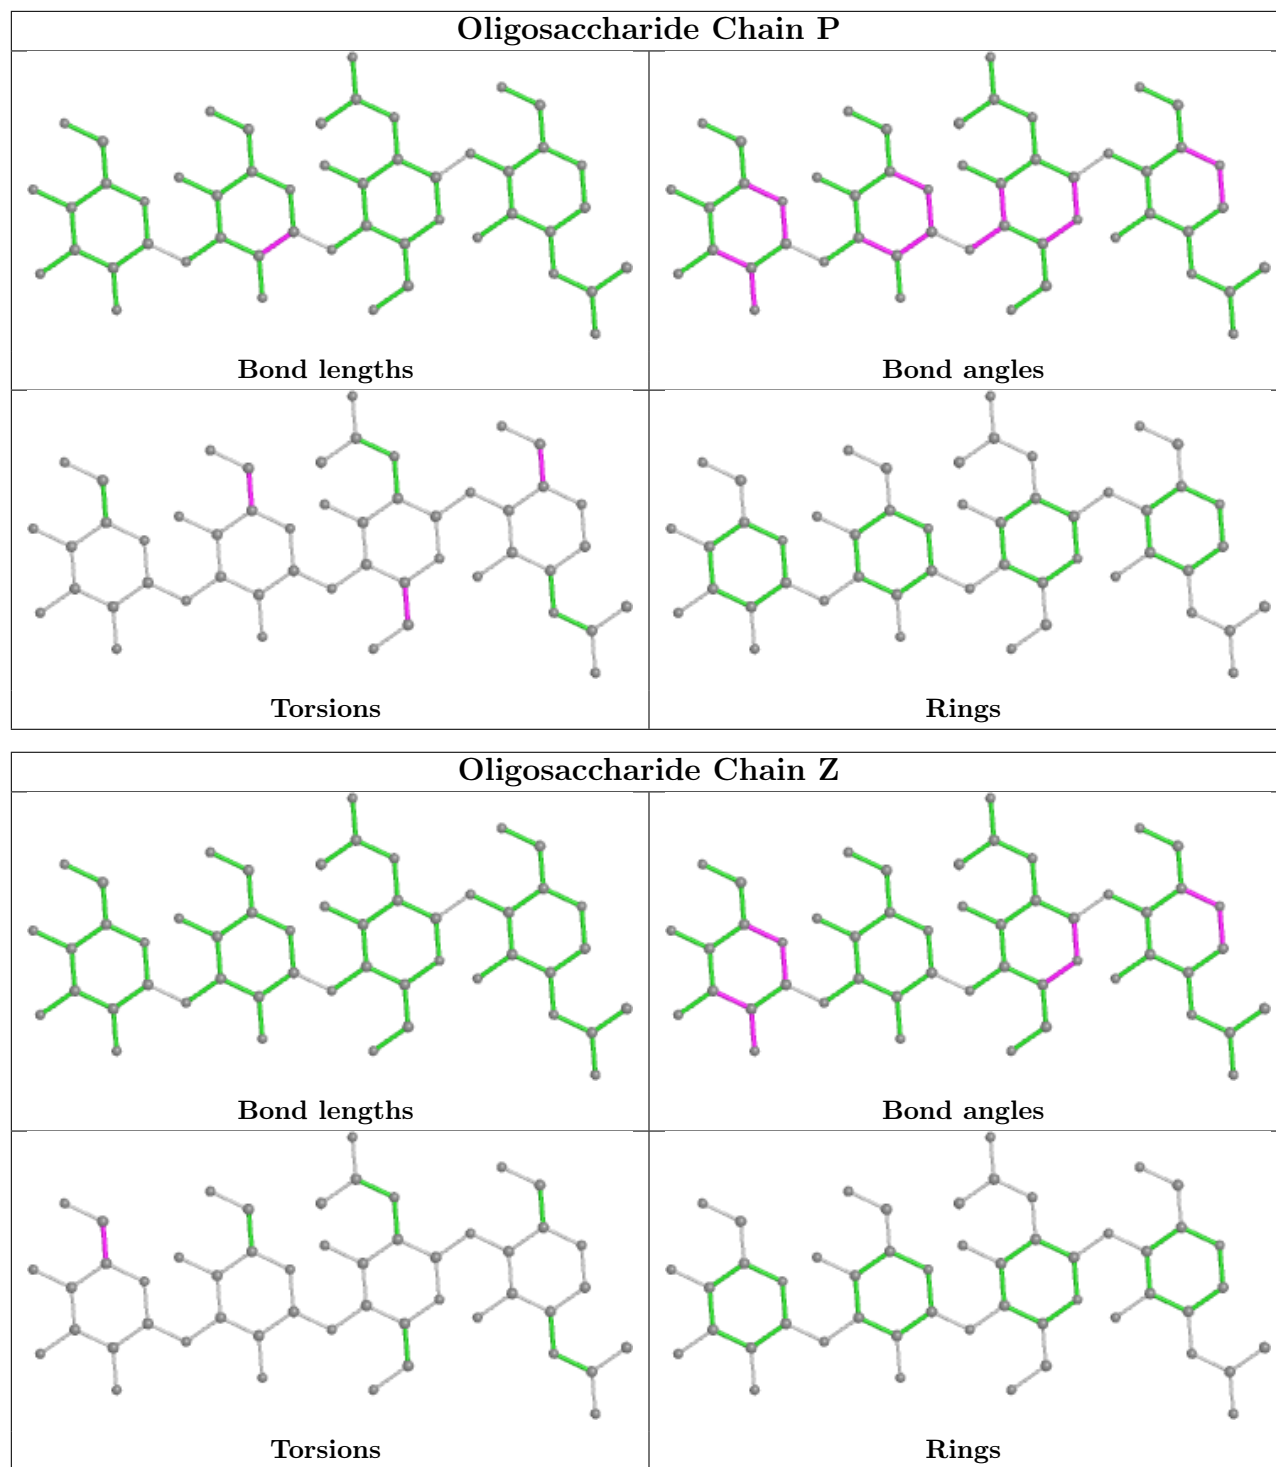 Oligosaccharide Chain P
Bond lengths
Bond angles
Torsions
Rings
Oligosaccharide Chain Z
Bond lengths
Bond angles
Torsions
Rings